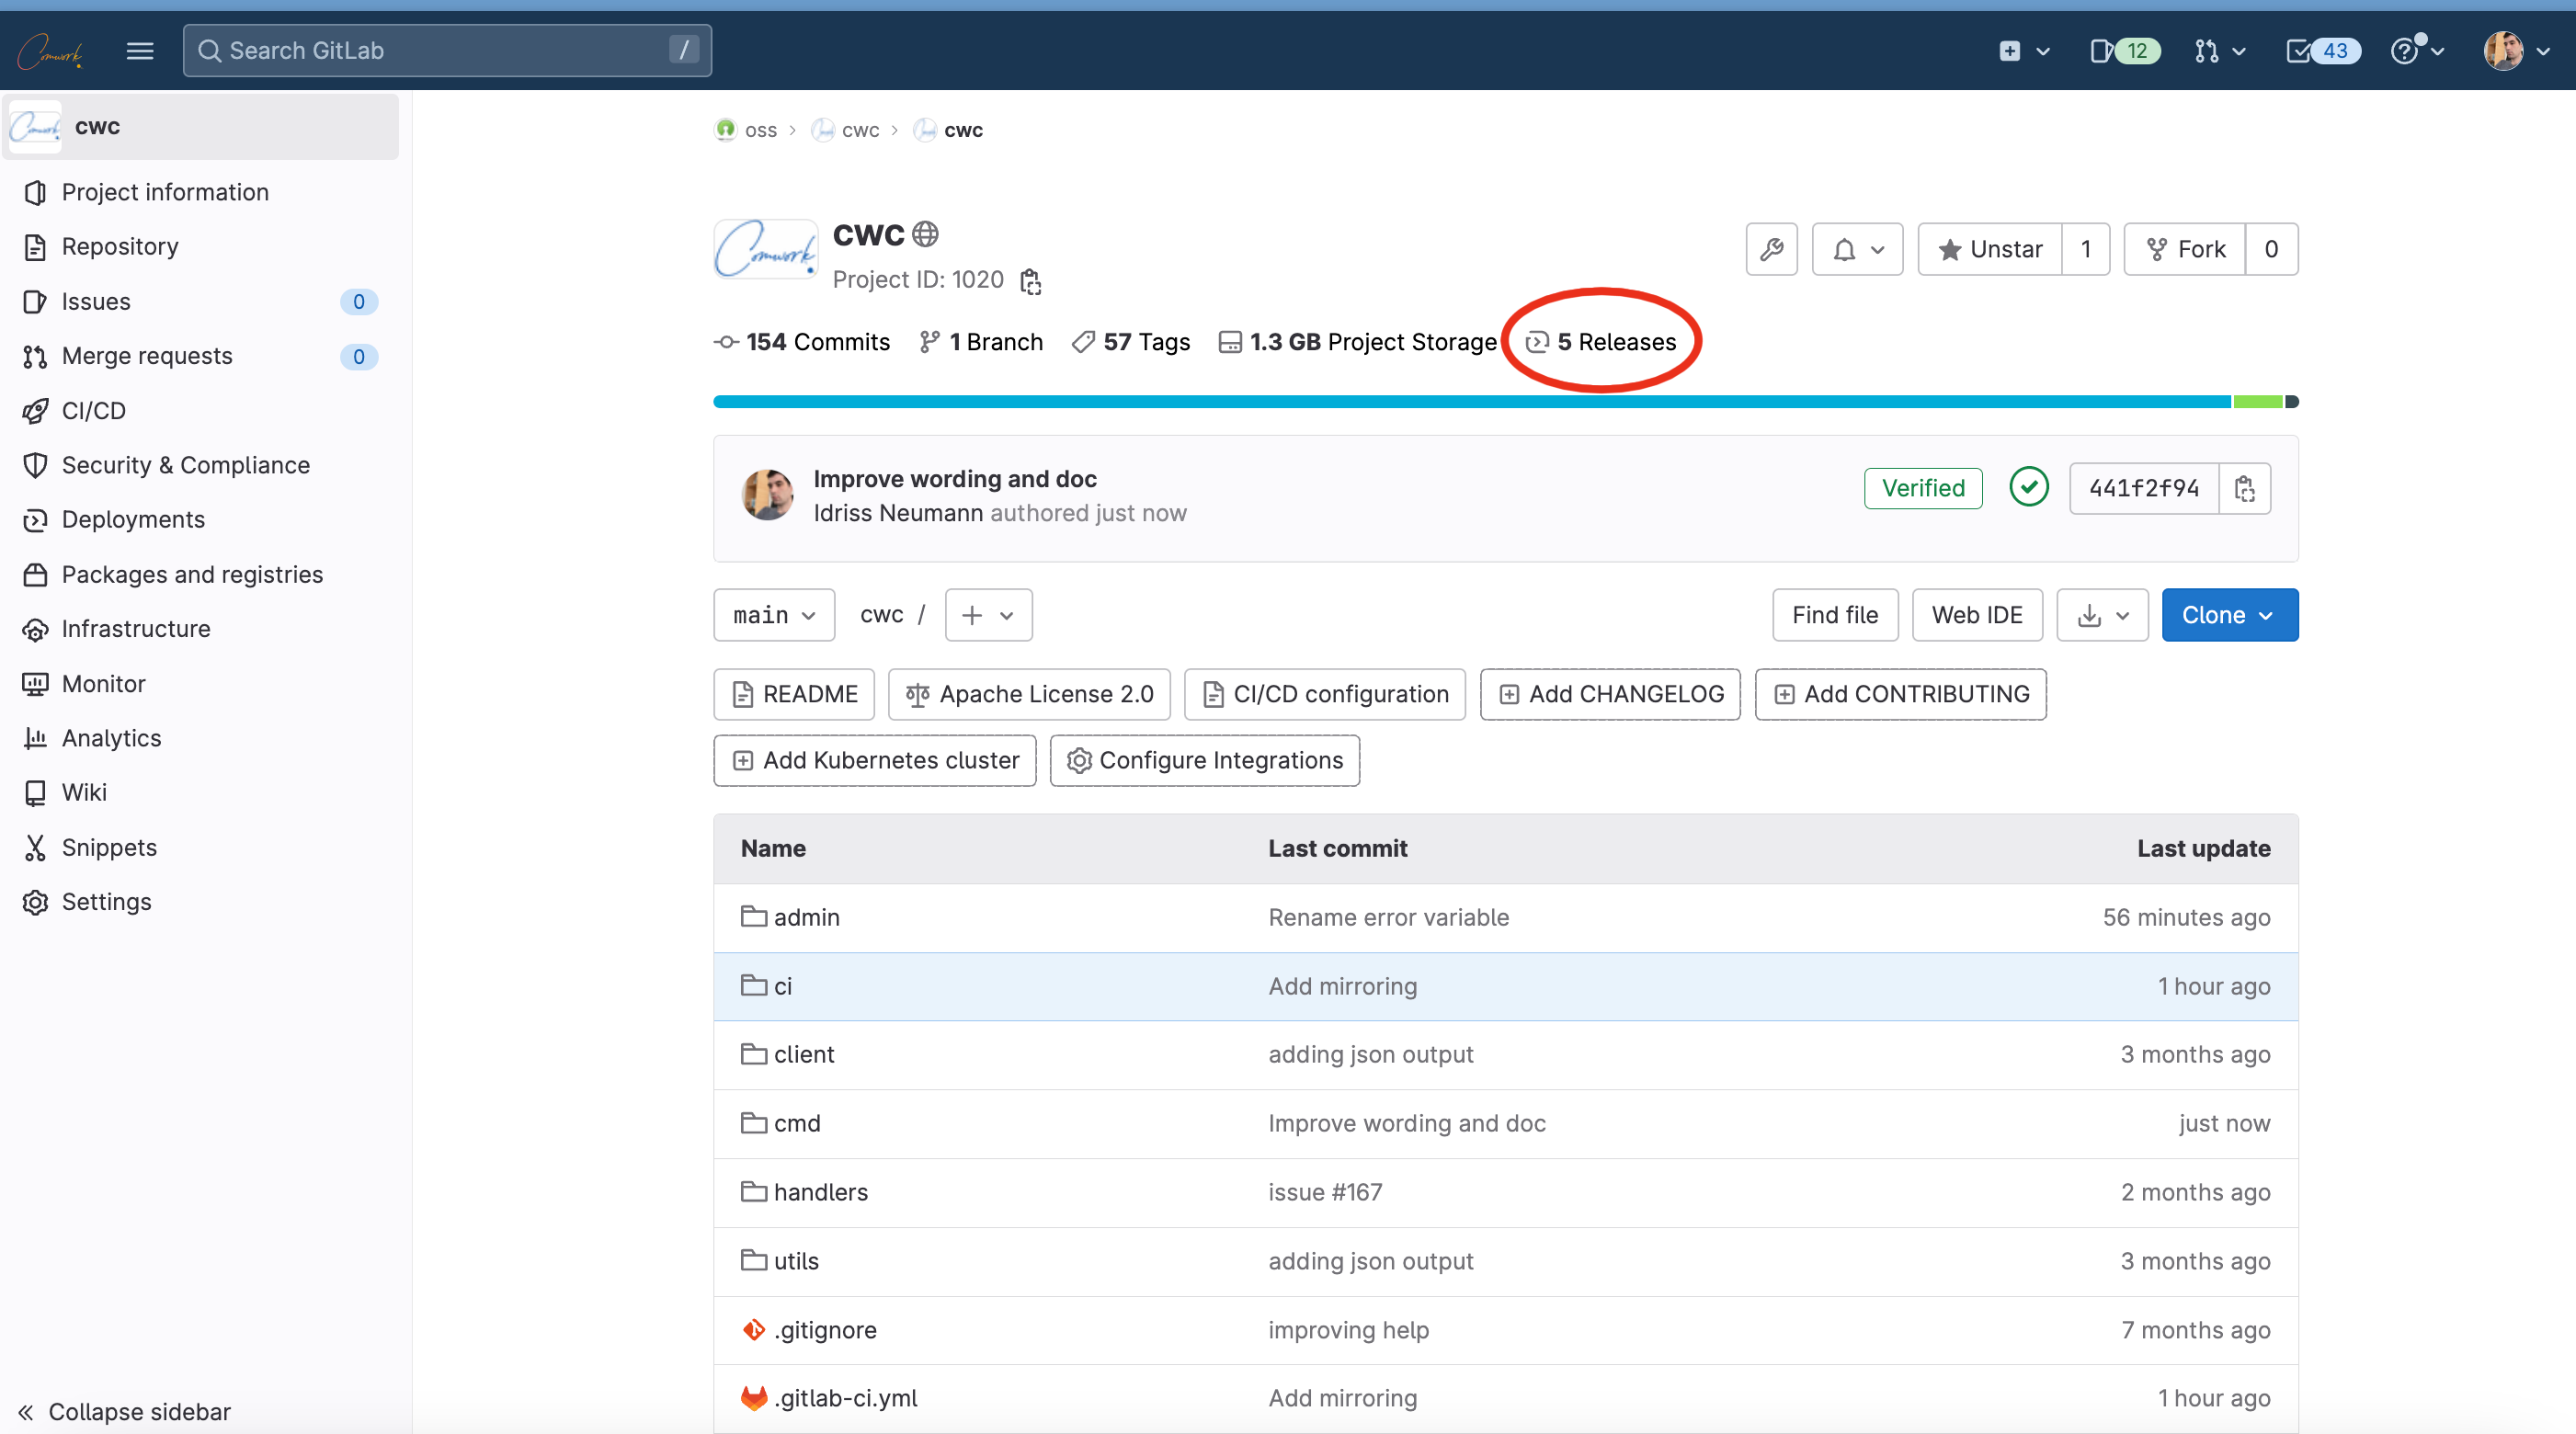 Comwork
Search GitLab /
12
43
Comwork
cwc
Project information
Repository
Issues 0
Merge requests 0
CI/CD
Security & Compliance
Deployments
Packages and registries
Infrastructure
Monitor
Analytics
Wiki
Snippets
Settings
Collapse sidebar
oss > cwc > cwc
Comwork
cwc
Project ID: 1020
Unstar 1
Fork 0
154 Commits 1 Branch 57 Tags 1.3 GB Project Storage 5 Releases
Improve wording and doc
Idriss Neumann authored just now
Verified 441f2f94
main cwc / +
Find file Web IDE Clone
README Apache License 2.0 CI/CD configuration Add CHANGELOG Add CONTRIBUTING
Add Kubernetes cluster Configure Integrations
Name Last commit Last update
admin Rename error variable 56 minutes ago
ci Add mirroring 1 hour ago
client adding json output 3 months ago
cmd Improve wording and doc just now
handlers issue #167 2 months ago
utils adding json output 3 months ago
.gitignore improving help 7 months ago
.gitlab-ci.yml Add mirroring 1 hour ago